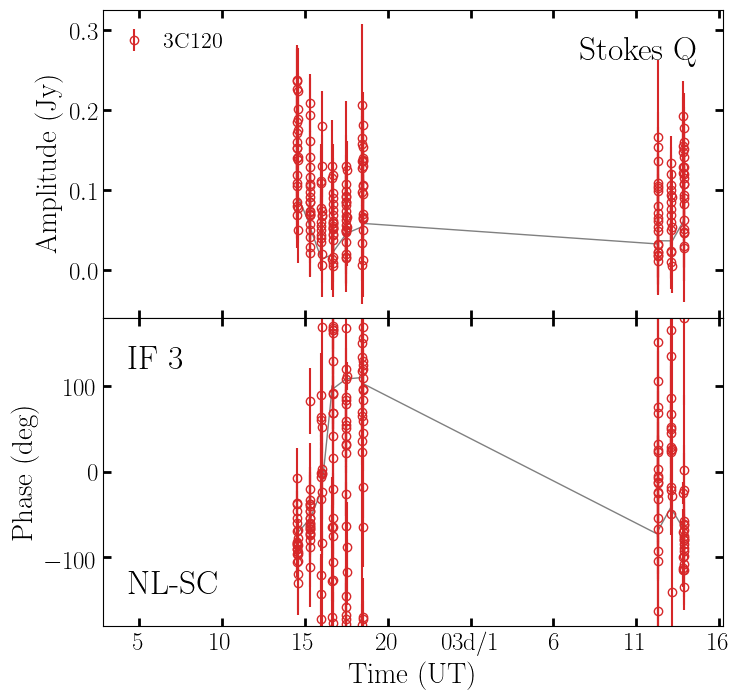 3C120
Stokes Q
0.3
0.2
0.1
0.0
Amplitude (Jy)
IF 3
NL-SC
100
0
−100
Phase (deg)
5 10 15 20 03d/1 6 11 16
Time (UT)